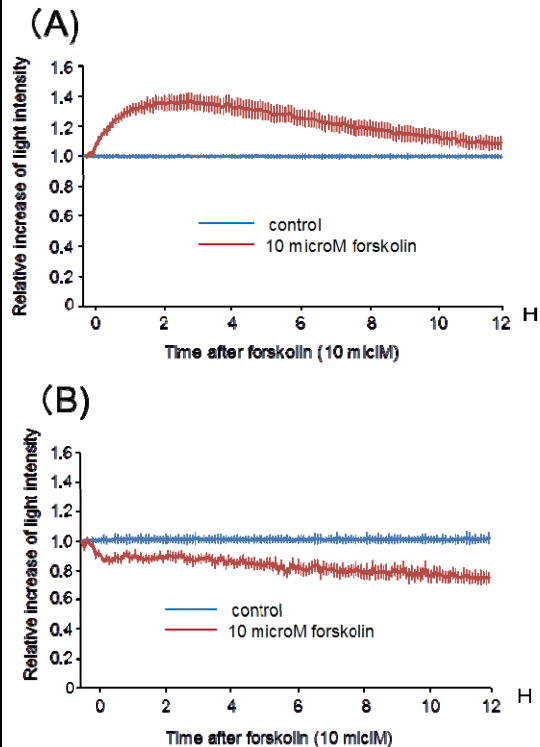 (A)
Relative increase of light intensity
1.6
1.4
1.2
1.0
0.8
0.6
0.4
0.2
0
control
10 microM forskolin
0 2 4 6 8 10 12 H
Time after forskolin (10 miclM)
(B)
Relative increase of light intensity
1.6
1.4
1.2
1.0
0.8
0.6
0.4
0.2
0
control
10 microM forskolin
0 2 4 6 8 10 12 H
Time after forskolin (10 miclM)